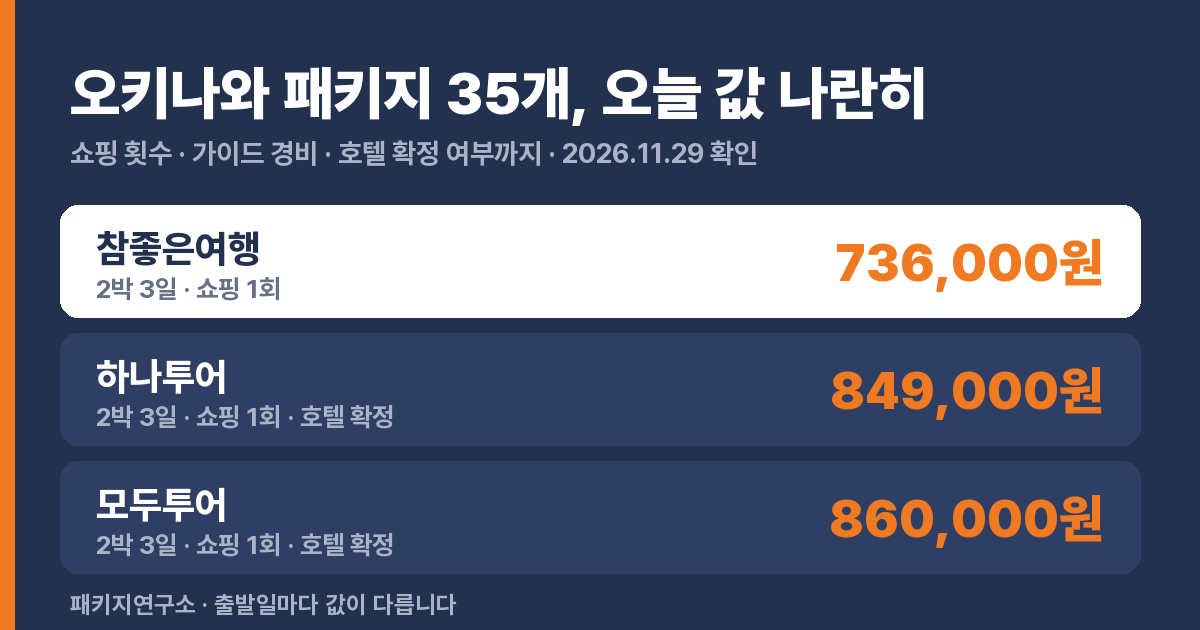 오키나와 패키지 35개, 오늘 값 나란히
쇼핑 횟수 · 가이드 경비 · 호텔 확정 여부까지 · 2026.11.29 확인
참좋은여행
736,000원
2박 3일 · 쇼핑 1회
하나투어
849,000원
2박 3일 · 쇼핑 1회 · 호텔 확정
모두투어
860,000원
2박 3일 · 쇼핑 1회 · 호텔 확정
패키지연구소 · 출발일마다 값이 다릅니다